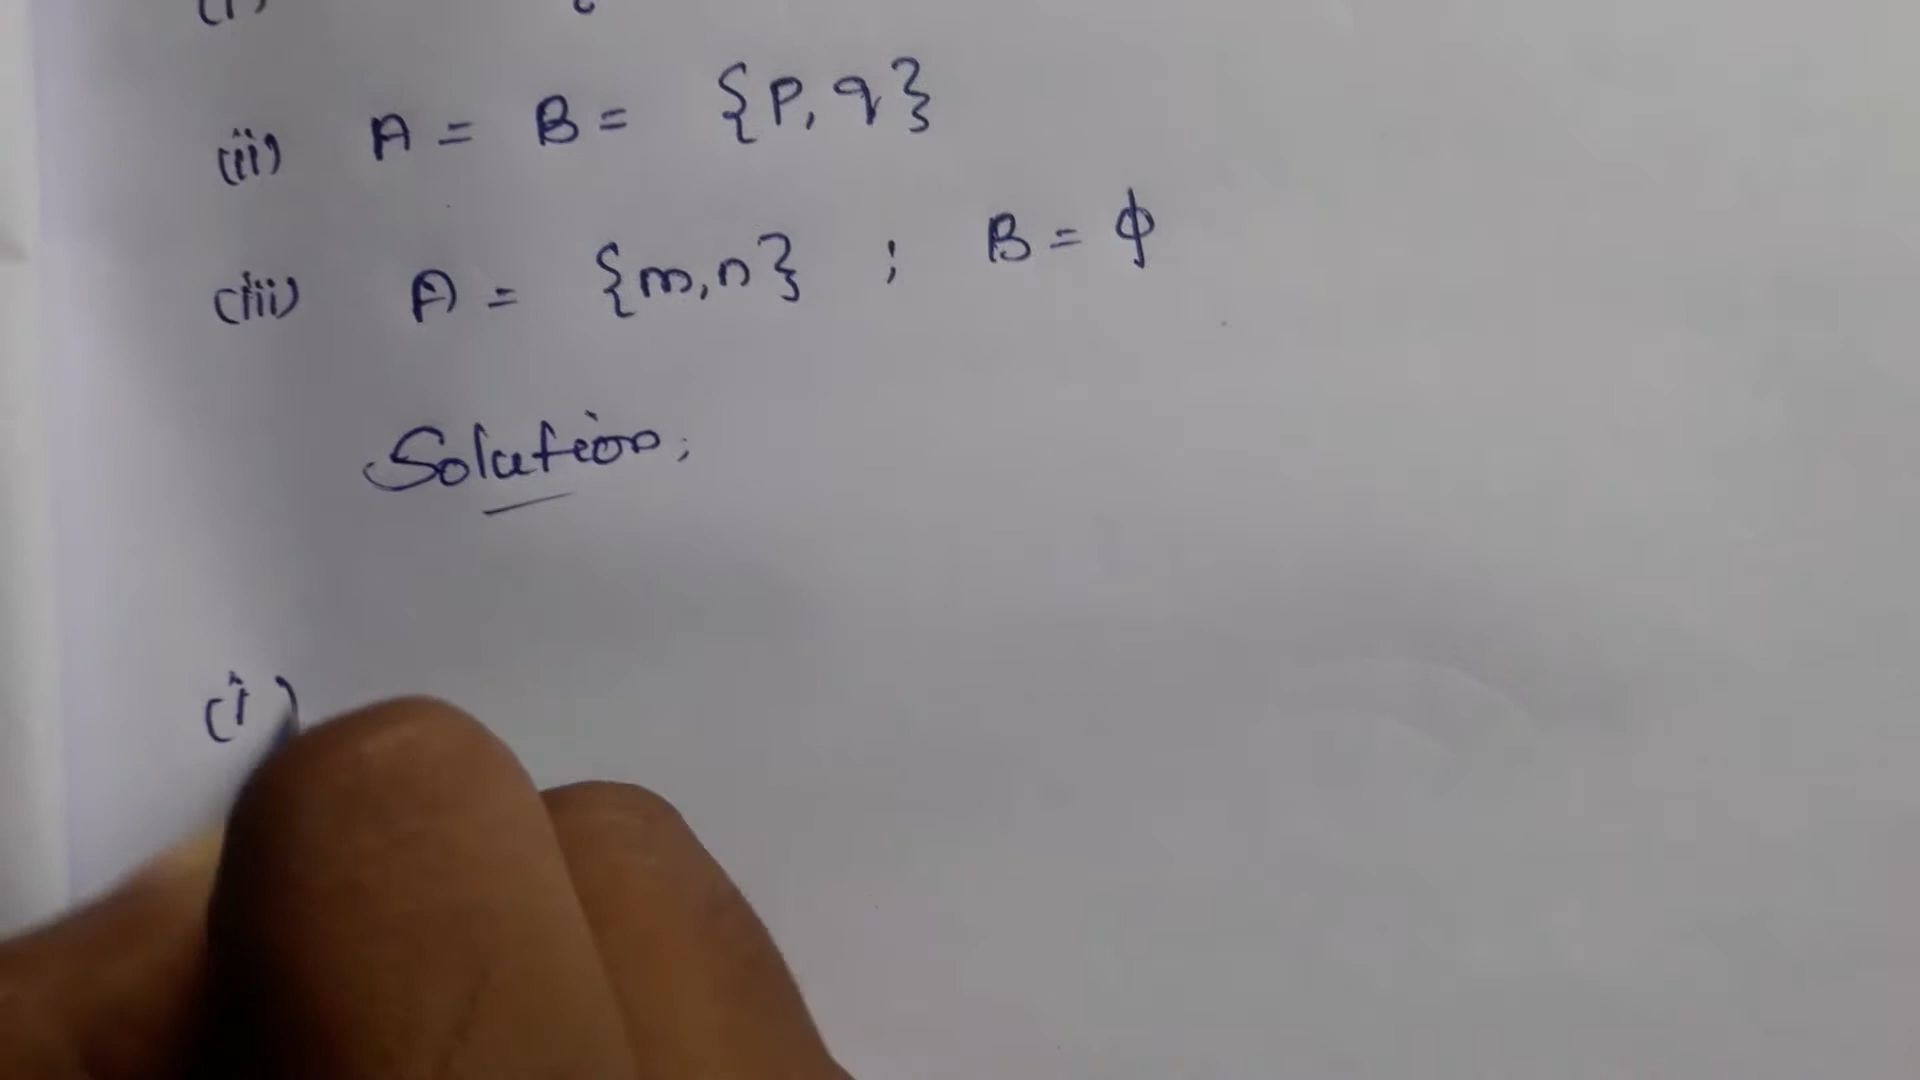 (ii) A = B = {P, q}
(iii) A = {m,n} ; B = ϕ
Solution;
(i)